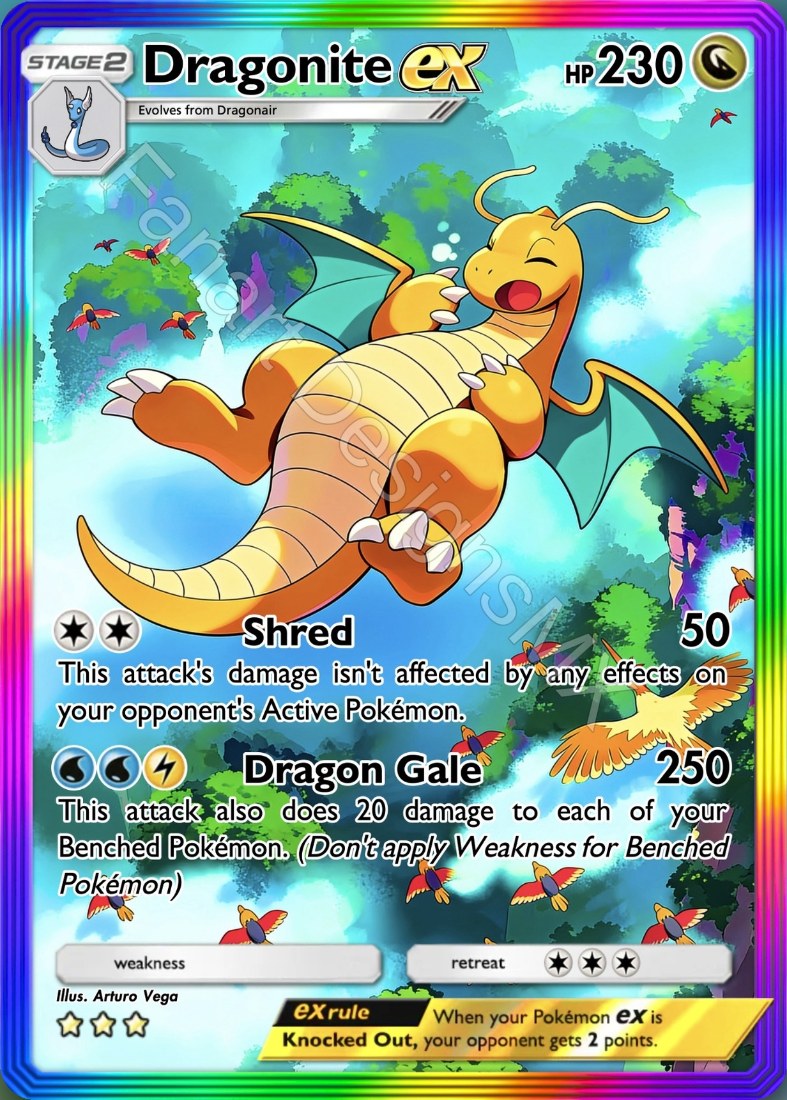 STAGE2
Dragonite ex
HP 230
Evolves from Dragonair
Fanart DesignsMX
Shred 50
This attack's damage isn't affected by any effects on
your opponent's Active Pokémon.
Dragon Gale 250
This attack also does 20 damage to each of your
Benched Pokémon. (Don't apply Weakness for Benched
Pokémon)
weakness
retreat
Illus. Arturo Vega
ex rule
When your Pokémon ex is
Knocked Out, your opponent gets 2 points.